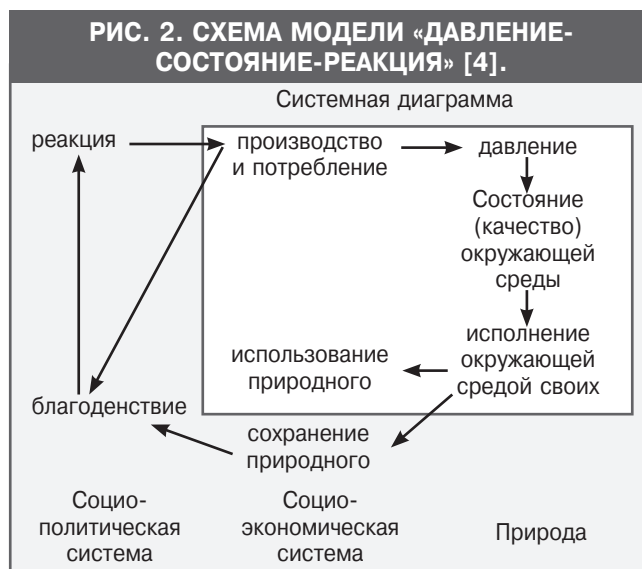 РИС. 2. СХЕМА МОДЕЛИ «ДАВЛЕНИЕ-
СОСТОЯНИЕ-РЕАКЦИЯ» [4].
Системная диаграмма
реакция
производство
и потребление
давление
Состояние
(качество)
окружающей
среды
исполнение
окружающей
средой своих
использование
природного
благоденствие
сохранение
природного
Социо-
политическая
система
Социо-
экономическая
система
Природа